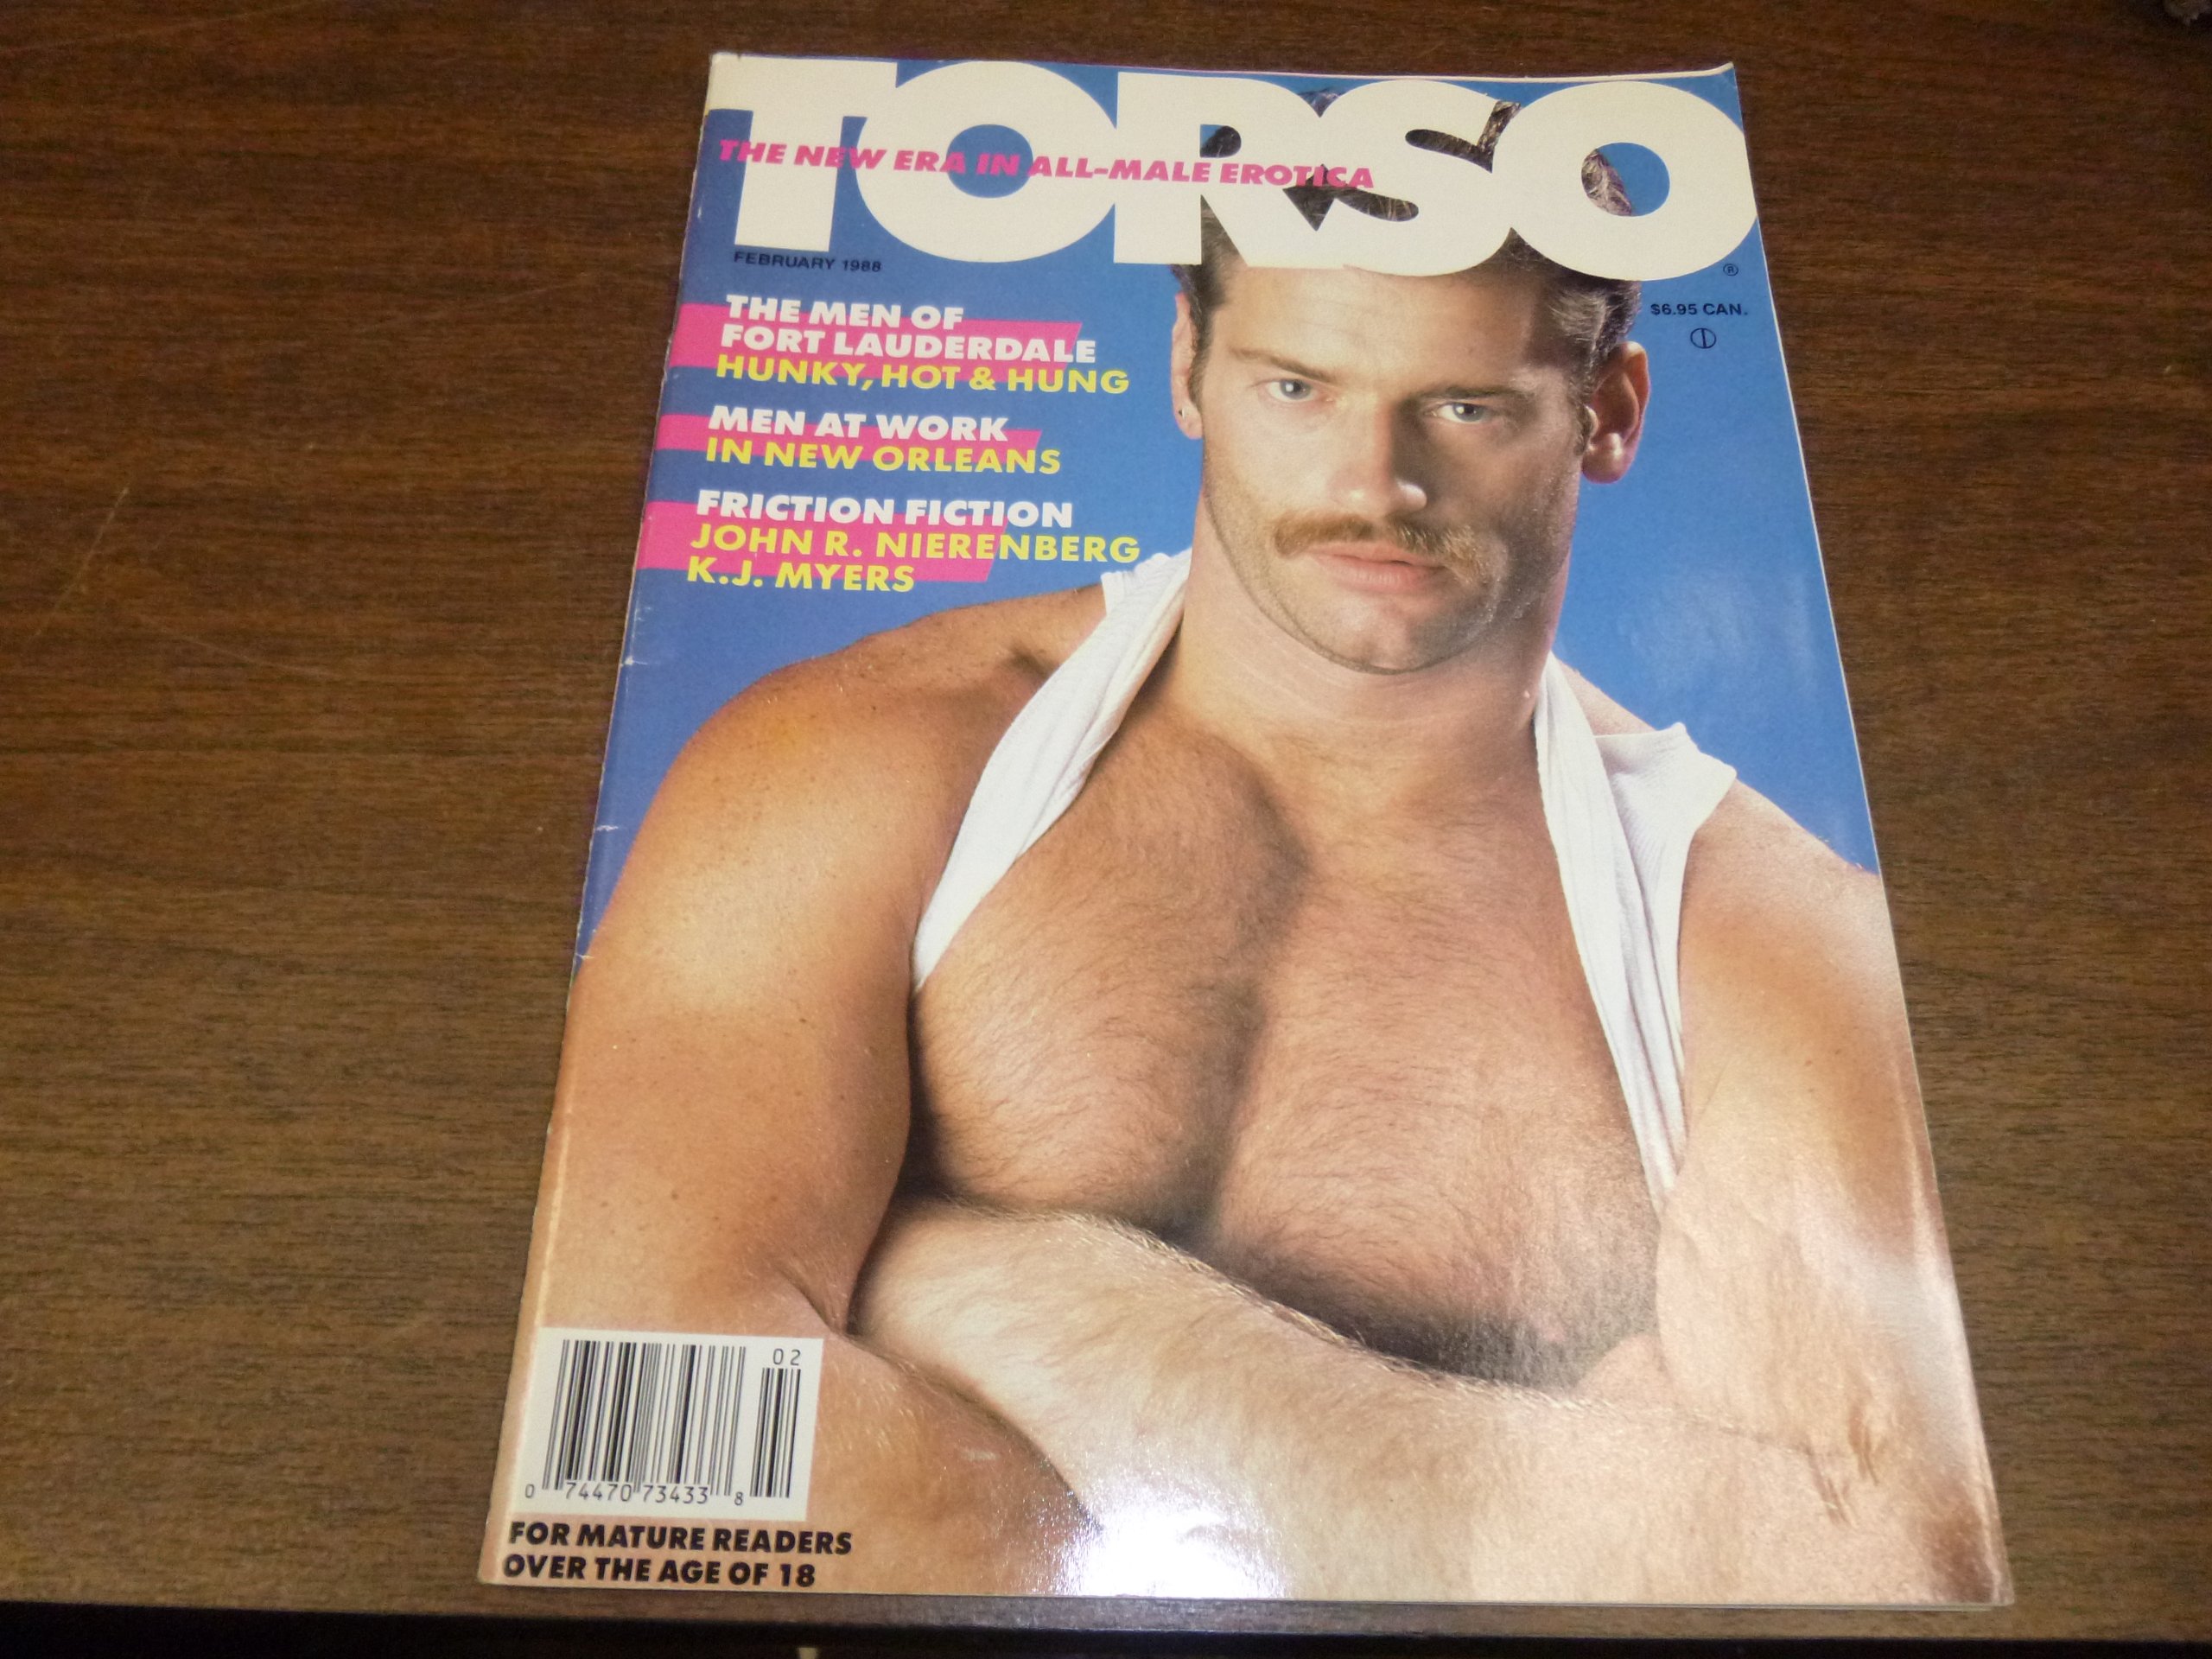 TORSO
THE NEW ERA IN ALL-MALE EROTICA
FEBRUARY 1988
®
$6.95 CAN.
THE MEN OF
FORT LAUDERDALE
HUNKY, HOT & HUNG
MEN AT WORK
IN NEW ORLEANS
FRICTION FICTION
JOHN R. NIERENBERG
K.J. MYERS
02
0 74470 73433 8
FOR MATURE READERS
OVER THE AGE OF 18